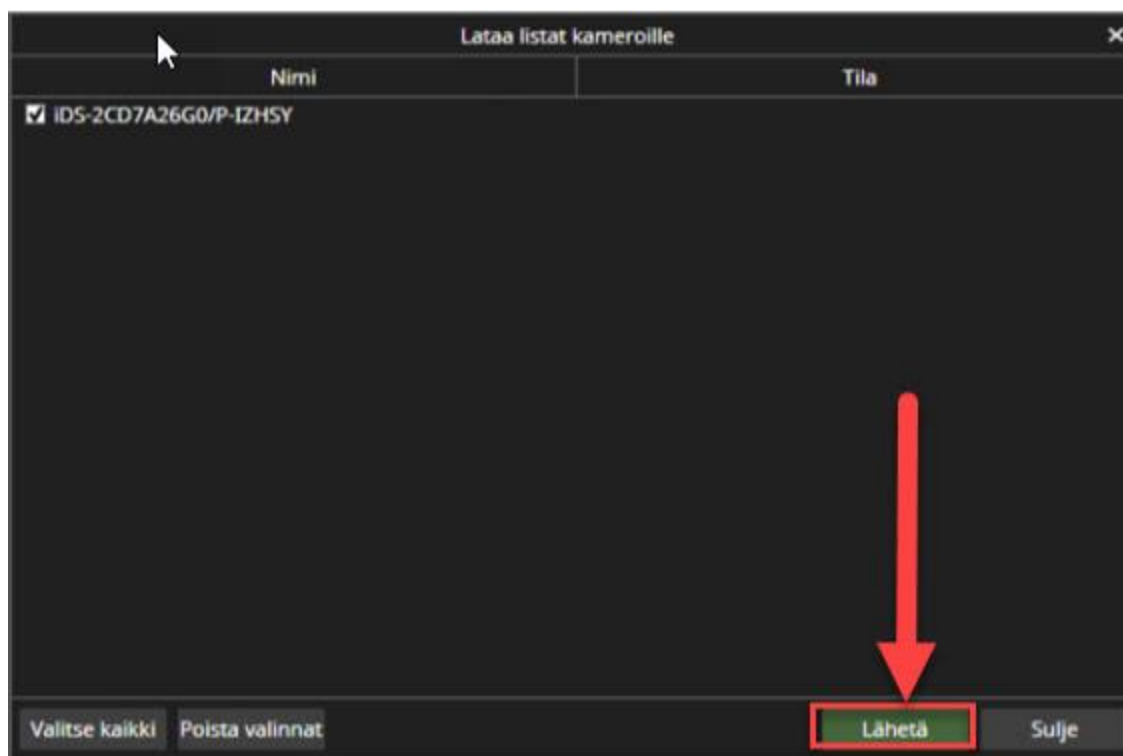 Lataa listat kameroille
Nimi Tila
iDS-2CD7A26G0/P-IZHSY
Valitse kaikki Poista valinnat Lähetä Sulje